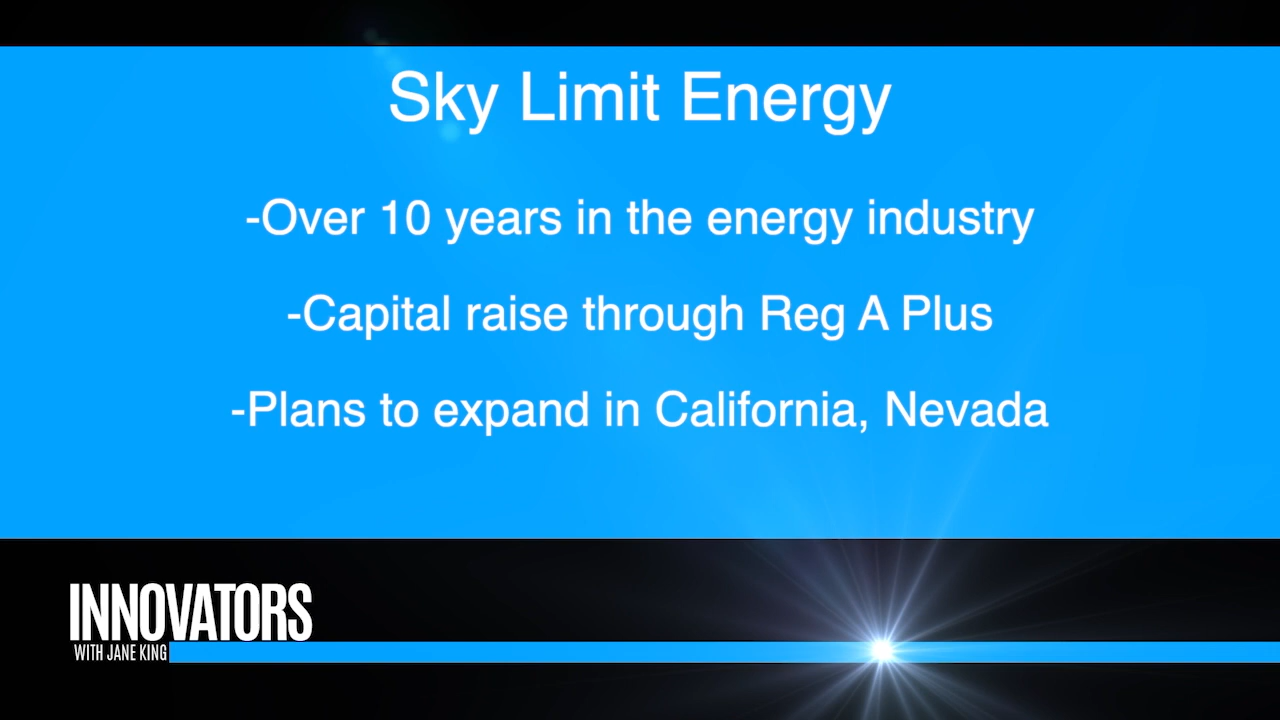 Sky Limit Energy
-Over 10 years in the energy industry
-Capital raise through Reg A Plus
-Plans to expand in California, Nevada
INNOVATORS
WITH JANE KING